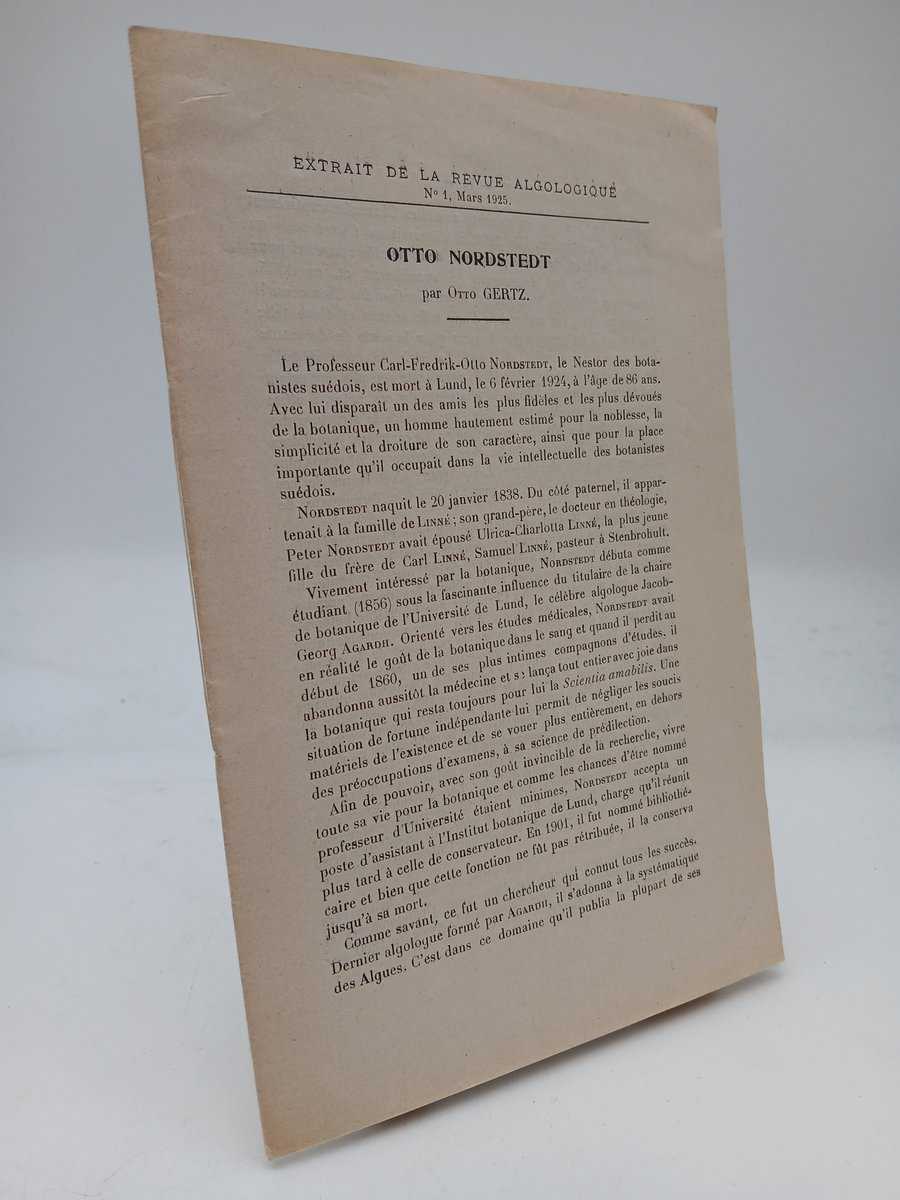 EXTRAIT DE LA REVUE ALGOLOGIQUE
N° 1, Mars 1925.
OTTO NORDSTEDT
par Otto GERTZ.
Le Professeur Carl-Fredrik-Otto Nordstedt, le Nestor des bota-
nistes suédois, est mort à Lund, le 6 février 1924, à l'âge de 86 ans.
Avec lui disparaît un des amis les plus fidèles et les plus dévoués
de la botanique, un homme hautement estimé pour la noblesse, la
simplicité et la droiture de son caractère, ainsi que pour la place
importante qu'il occupait dans la vie intellectuelle des botanistes
suédois.
Nordstedt naquit le 20 janvier 1838. Du côté paternel, il appar-
tenait à la famille de Linné ; son grand-père, le docteur en théologie,
Peter Nordstedt avait épousé Ulrica-Charlotta Linné, la plus jeune
fille du frère de Carl Linné, Samuel Linné, pasteur à Stenbrohult.
Vivement intéressé par la botanique, Nordstedt débuta comme
étudiant (1856) sous la fascinante influence du titulaire de la chaire
de botanique de l'Université de Lund, le célèbre algologue Jacob-
Georg Agardh. Orienté vers les études médicales, Nordstedt avait
en réalité le goût de la botanique dans le sang et quand il perdit au
début de 1860, un de ses plus intimes compagnons d'études, il
abandonna aussitôt la médecine et s: lança tout entier avec joie dans
la botanique qui resta toujours pour lui la Scientia amabilis. Une
situation de fortune indépendante lui permit de négliger les soucis
matériels de l'existence et de se vouer plus entièrement, en dehors
des préoccupations d'examens, à sa science de prédilection.
Afin de pouvoir, avec son goût invincible de la recherche, vivre
toute sa vie pour la botanique et comme les chances d'être nommé
professeur d'Université étaient minimes, Nordstedt accepta un
poste d'assistant à l'Institut botanique de Lund, charge qu'il réunit
plus tard à celle de conservateur. En 1901, il fut nommé bibliothé-
caire et bien que cette fonction ne fût pas rétribuée, il la conserva
jusqu'à sa mort.
Comme savant, ce fut un chercheur qui connut tous les succès.
Dernier algologue formé par Agardh, il s'adonna à la systématique
des Algues. C'est dans ce domaine qu'il publia la plupart de ses